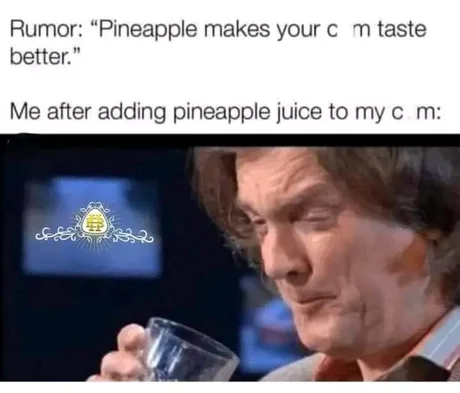 Rumor: “Pineapple makes your c m taste
better.”
Me after adding pineapple juice to my c m: